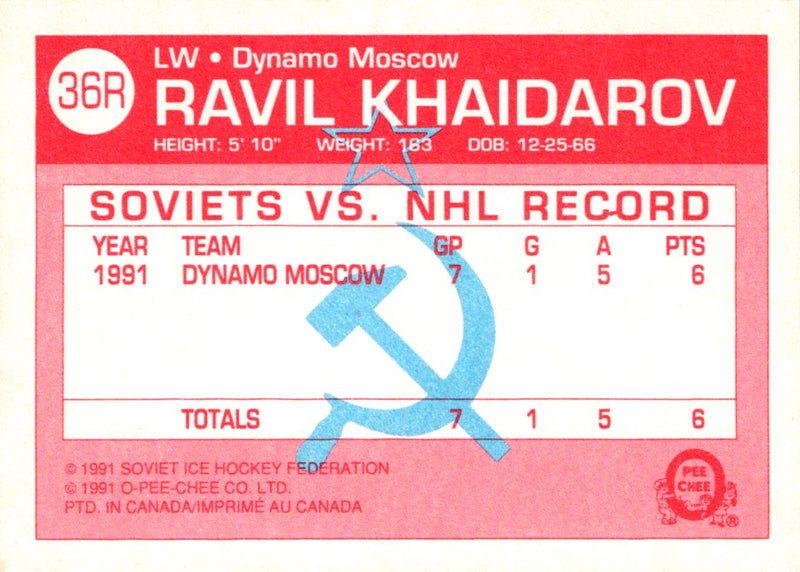 36R
LW • Dynamo Moscow
RAVIL KHAIDAROV
HEIGHT: 5' 10" WEIGHT: 163 DOB: 12-25-66
SOVIETS VS. NHL RECORD
YEAR TEAM GP G A PTS
1991 DYNAMO MOSCOW 7 1 5 6
TOTALS 7 1 5 6
© 1991 SOVIET ICE HOCKEY FEDERATION
© 1991 O-PEE-CHEE CO. LTD.
PTD. IN CANADA/IMPRIMÉ AU CANADA
O
PEE
CHEE
®